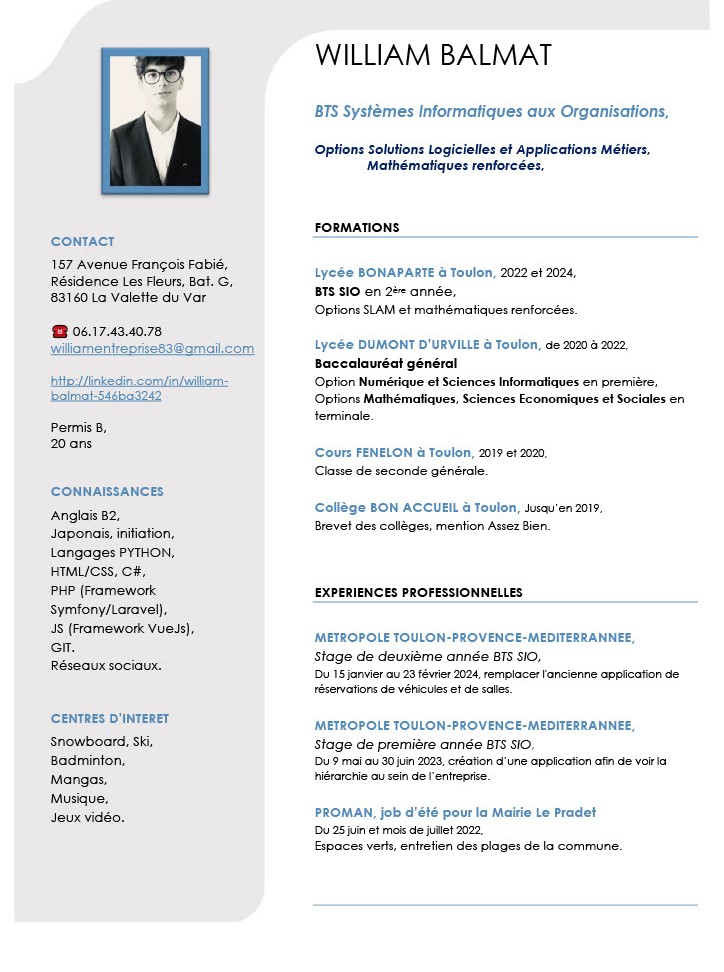 WILLIAM BALMAT
BTS Systèmes Informatiques aux Organisations,
Options Solutions Logicielles et Applications Métiers,
Mathématiques renforcées,
CONTACT
157 Avenue François Fabié,
Résidence Les Fleurs, Bat. G,
83160 La Valette du Var
06.17.43.40.78
williamentreprise83@gmail.com
http://linkedin.com/in/william-
balmat-546ba3242
Permis B,
20 ans
CONNAISSANCES
Anglais B2,
Japonais, initiation,
Langages PYTHON,
HTML/CSS, C#,
PHP (Framework
Symfony/Laravel),
JS (Framework VueJs),
GIT.
Réseaux sociaux.
CENTRES D'INTERET
Snowboard, Ski,
Badminton,
Mangas,
Musique,
Jeux vidéo.
FORMATIONS
Lycée BONAPARTE à Toulon, 2022 et 2024,
BTS SIO en 2ère année,
Options SLAM et mathématiques renforcées.
Lycée DUMONT D'URVILLE à Toulon, de 2020 à 2022,
Baccalauréat général
Option Numérique et Sciences Informatiques en première,
Options Mathématiques, Sciences Economiques et Sociales en
terminale.
Cours FENELON à Toulon, 2019 et 2020,
Classe de seconde générale.
Collège BON ACCUEIL à Toulon, Jusqu'en 2019,
Brevet des collèges, mention Assez Bien.
EXPERIENCES PROFESSIONNELLES
METROPOLE TOULON-PROVENCE-MEDITERRANNEE,
Stage de deuxième année BTS SIO,
Du 15 janvier au 23 février 2024, remplacer l'ancienne application de
réservations de véhicules et de salles.
METROPOLE TOULON-PROVENCE-MEDITERRANNEE,
Stage de première année BTS SIO,
Du 9 mai au 30 juin 2023, création d'une application afin de voir la
hiérarchie au sein de l'entreprise.
PROMAN, job d'été pour la Mairie Le Pradet
Du 25 juin et mois de juillet 2022,
Espaces verts, entretien des plages de la commune.